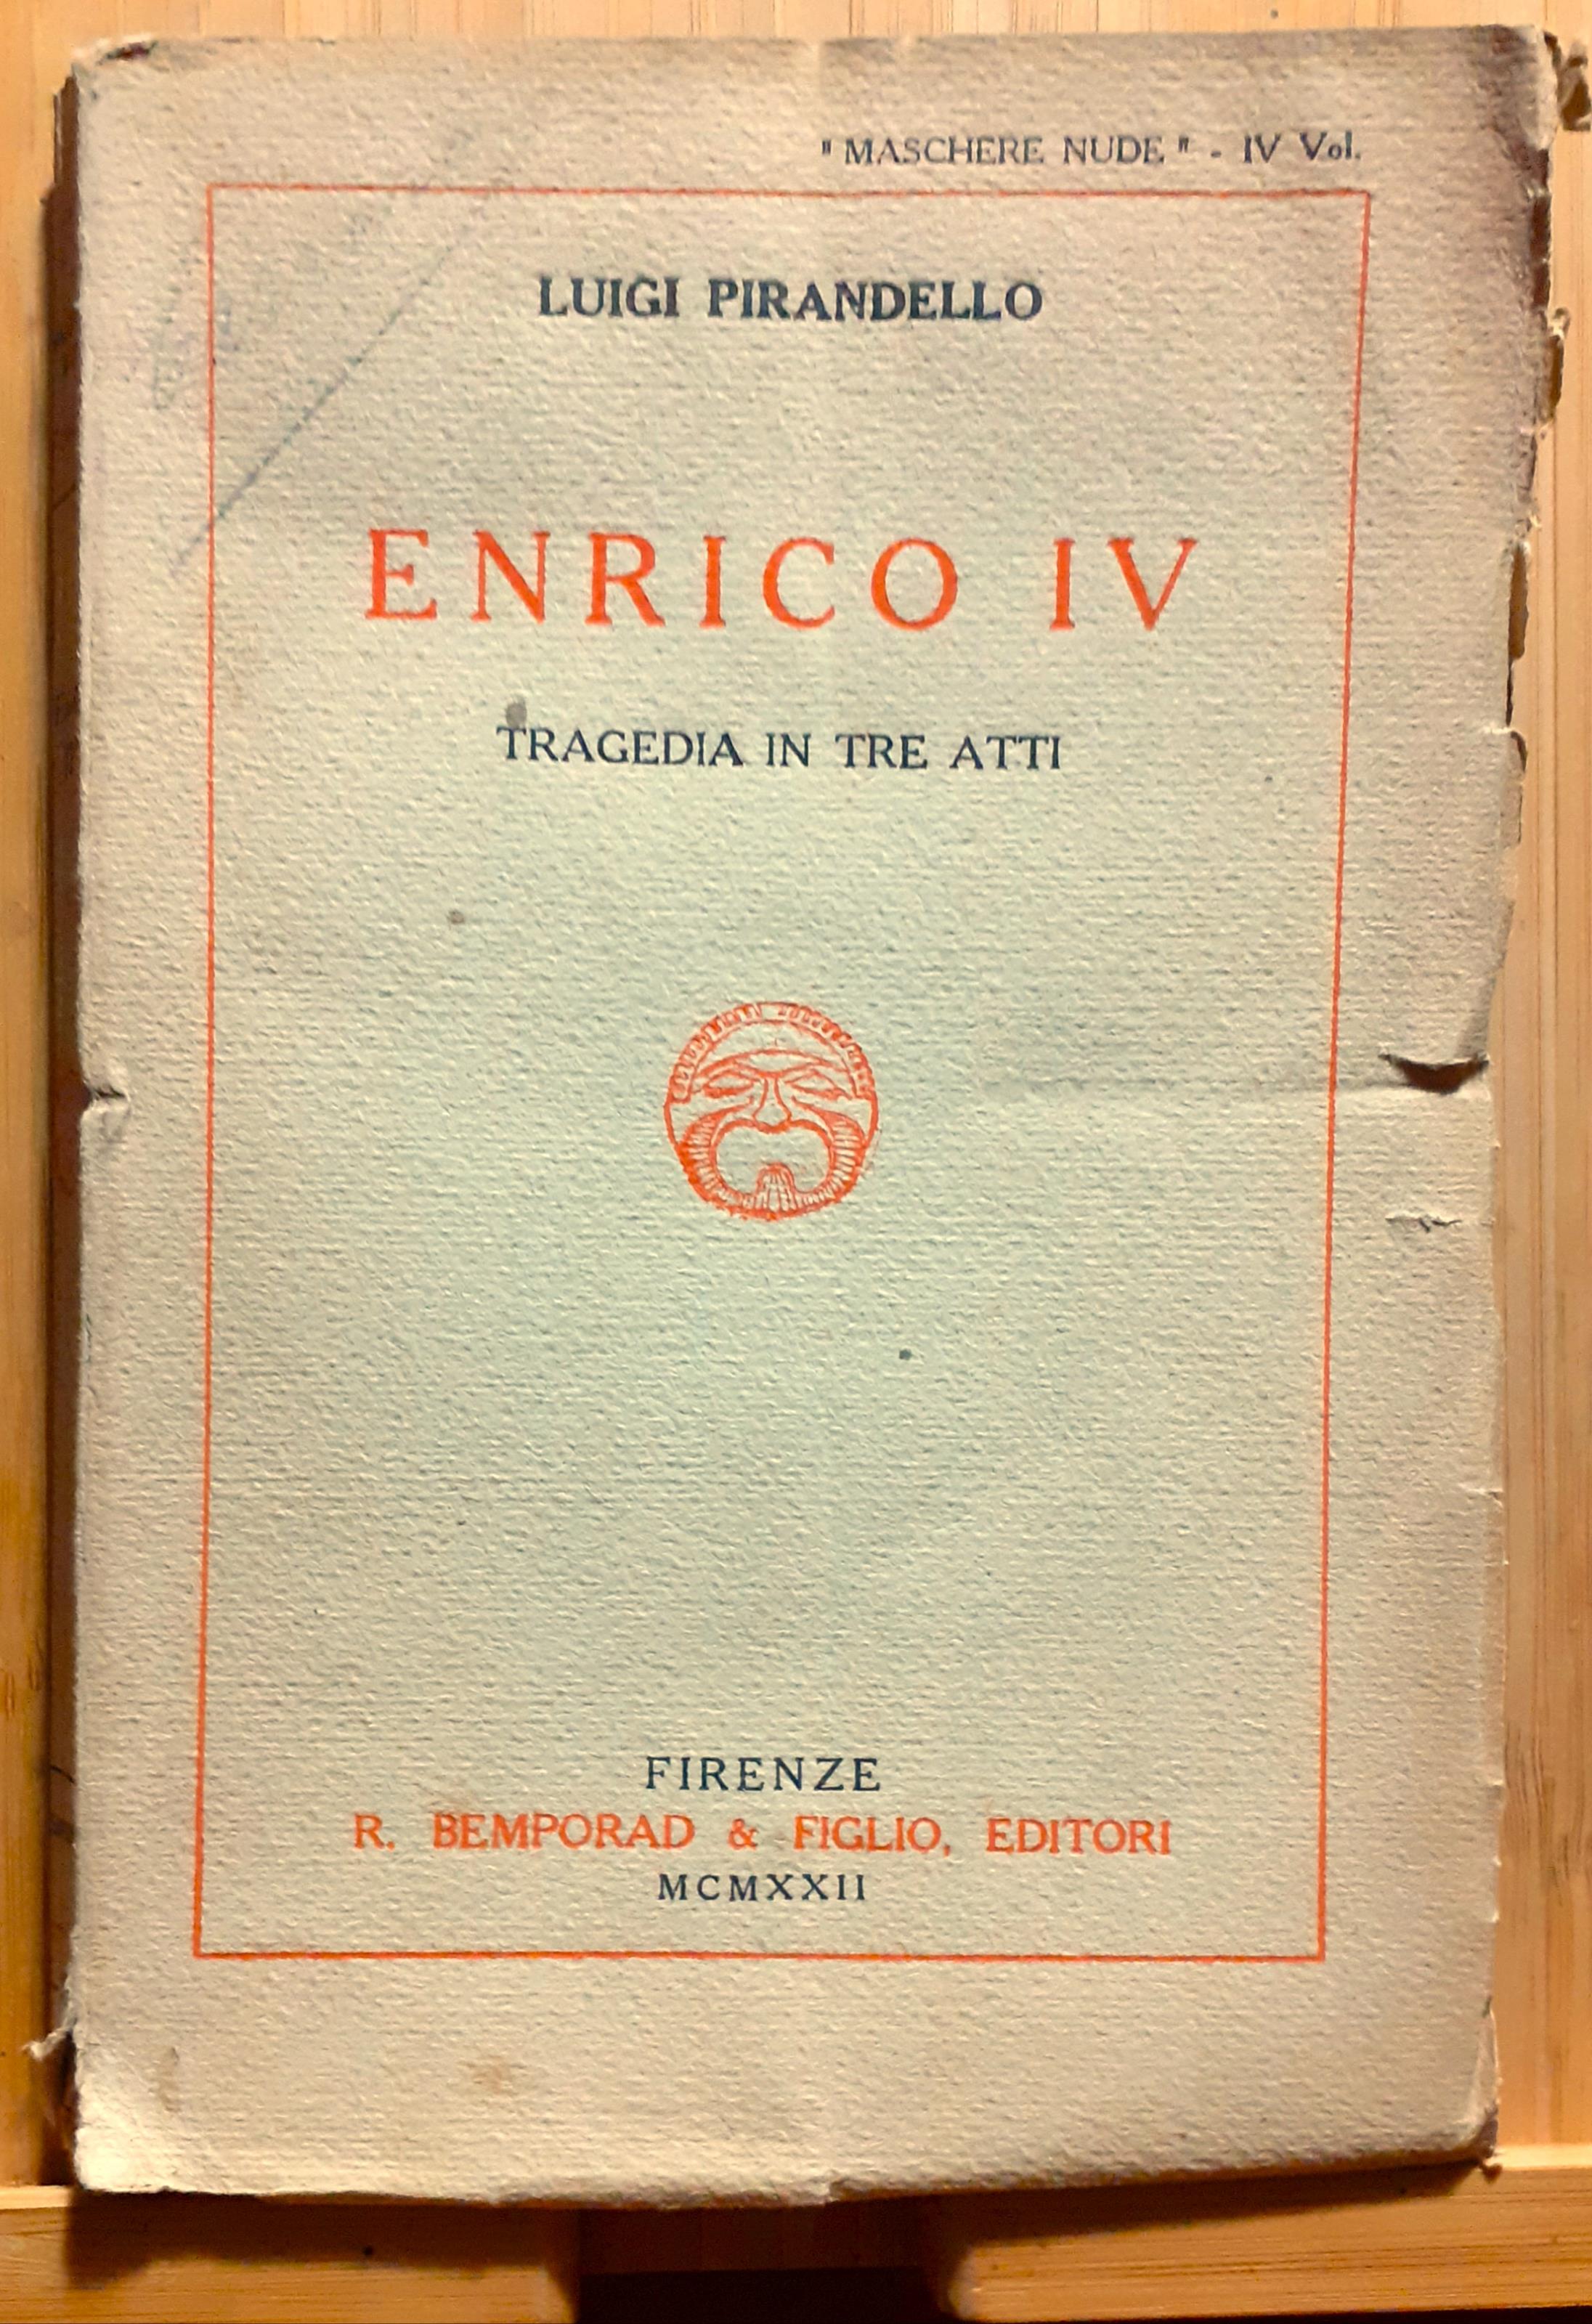 "MASCHERE NUDE" - IV Vol.
LUIGI PIRANDELLO
ENRICO IV
TRAGEDIA IN TRE ATTI
FIRENZE
R. BEMPORAD & FIGLIO, EDITORI
MCMXXII